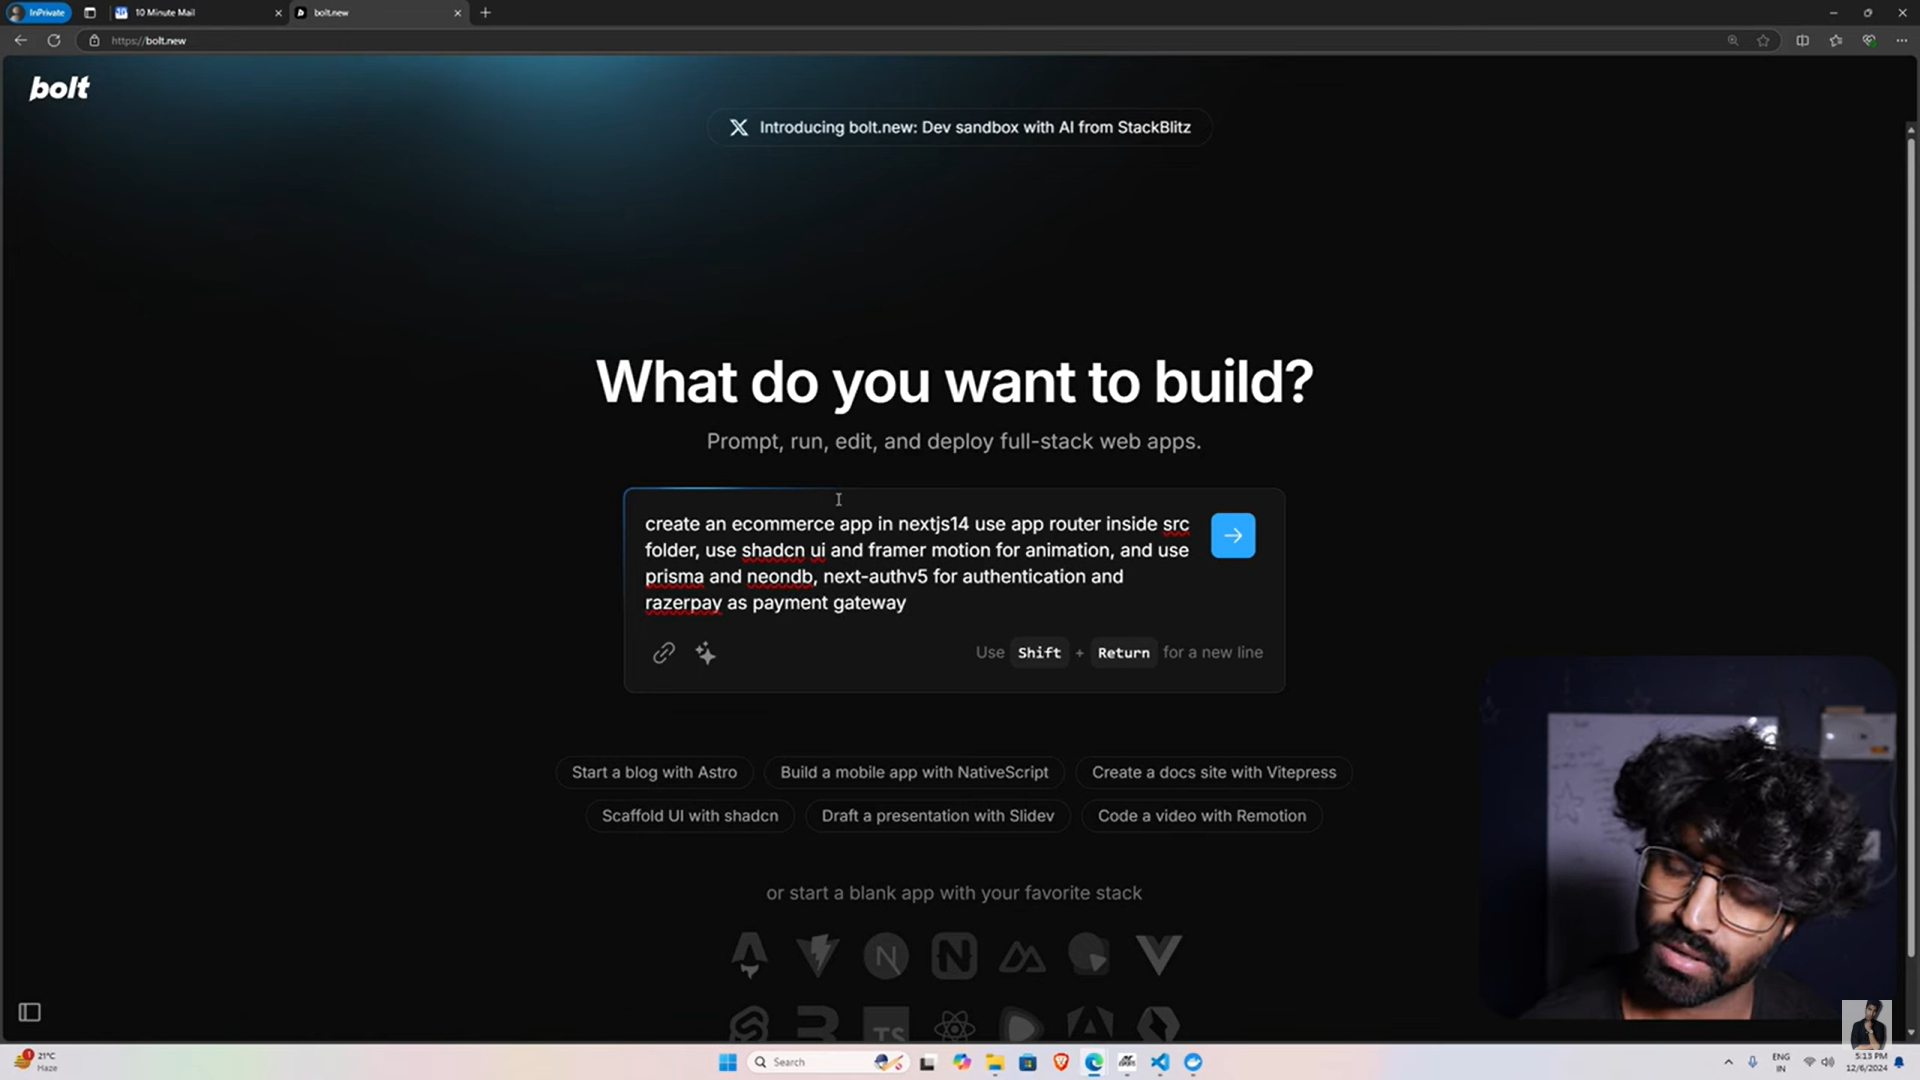 InPrivate
10 Minute Mail
bolt.new
https://bolt.new
bolt
Introducing bolt.new: Dev sandbox with AI from StackBlitz
What do you want to build?
Prompt, run, edit, and deploy full-stack web apps.
create an ecommerce app in nextjs14 use app router inside src
folder, use shadcn ui and framer motion for animation, and use
prisma and neondb, next-authv5 for authentication and
razerpay as payment gateway
Use Shift + Return for a new line
Start a blog with Astro
Build a mobile app with NativeScript
Create a docs site with Vitepress
Scaffold UI with shadcn
Draft a presentation with Slidev
Code a video with Remotion
or start a blank app with your favorite stack
N
TS
1
21°C
Haze
Search
ENG
IN
5:13 PM
12/6/2024